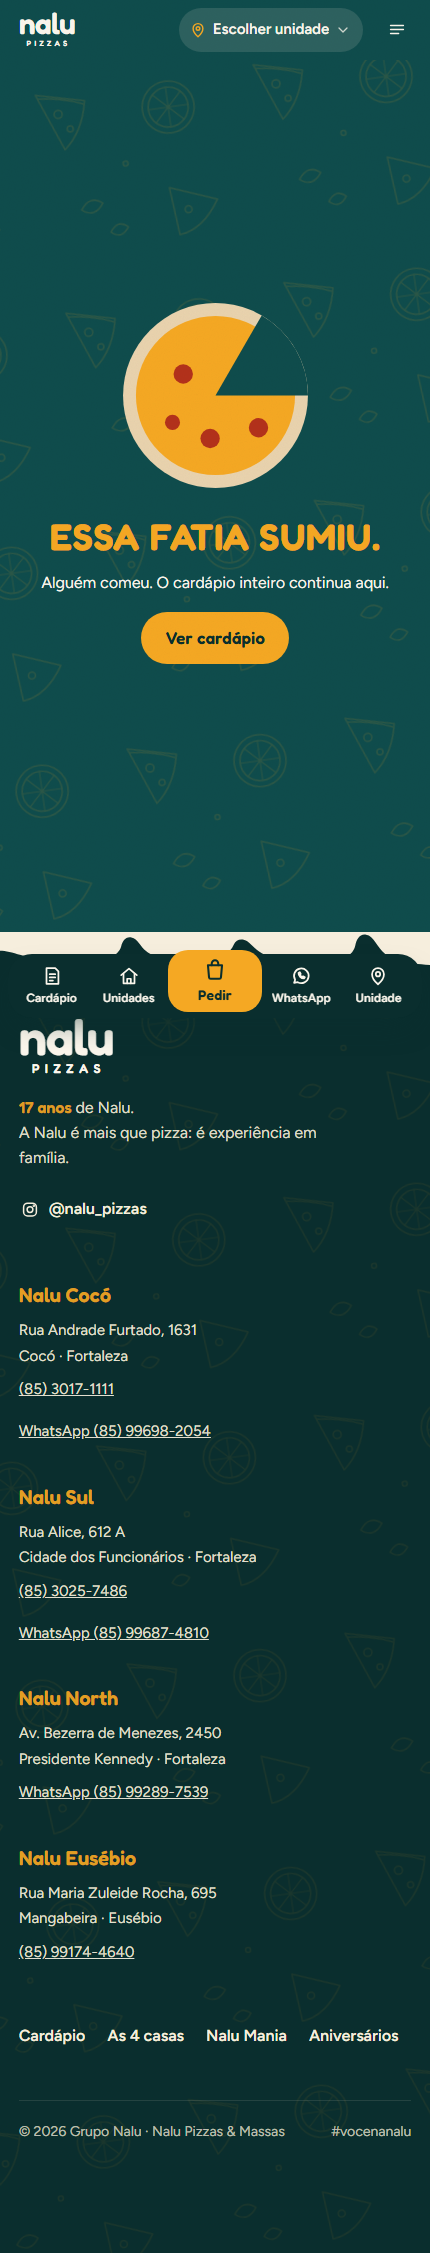 nalu
PIZZAS
Escolher unidade
ESSA FATIA SUMIU.
Alguém comeu. O cardápio inteiro continua aqui.
Ver cardápio
Cardápio
Unidades
Pedir
WhatsApp
Unidade
nalu
PIZZAS
17 anos de Nalu.
A Nalu é mais que pizza: é experiência em
família.
@nalu_pizzas
Nalu Cocó
Rua Andrade Furtado, 1631
Cocó · Fortaleza
(85) 3017-1111
WhatsApp (85) 99698-2054
Nalu Sul
Rua Alice, 612 A
Cidade dos Funcionários · Fortaleza
(85) 3025-7486
WhatsApp (85) 99687-4810
Nalu North
Av. Bezerra de Menezes, 2450
Presidente Kennedy · Fortaleza
WhatsApp (85) 99289-7539
Nalu Eusébio
Rua Maria Zuleide Rocha, 695
Mangabeira · Eusébio
(85) 99174-4640
Cardápio As 4 casas Nalu Mania Aniversários
© 2026 Grupo Nalu · Nalu Pizzas & Massas #vocenanalu